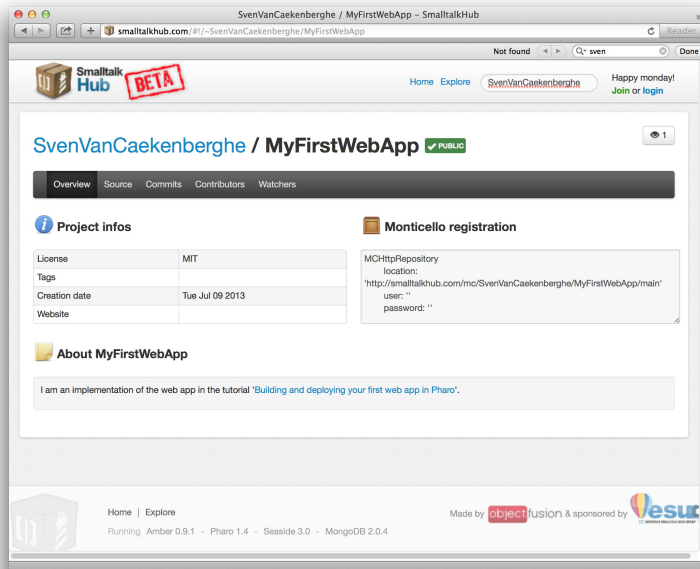 SvenVanCaekenberghe / MyFirstWebApp - SmalltalkHub
smalltalkhub.com/#!/~SvenVanCaekenberghe/MyFirstWebApp
Reader
Not found
sven
Done
Smalltalk
Hub
BETA
Home Explore
SvenVanCaekenberghe
Happy monday!
Join or login
SvenVanCaekenberghe / MyFirstWebApp
PUBLIC
1
Overview Source Commits Contributors Watchers
Project infos
License MIT
Tags
Creation date Tue Jul 09 2013
Website
Monticello registration
MCHttpRepository
location:
'http://smalltalkhub.com/mc/SvenVanCaekenberghe/MyFirstWebApp/main'
user: ''
password: ''
About MyFirstWebApp
I am an implementation of the web app in the tutorial 'Building and deploying your first web app in Pharo'.
Home | Explore
Running Amber 0.9.1 - Pharo 1.4 - Seaside 3.0 - MongoDB 2.0.4
Made by objectfusion & sponsored by
esug